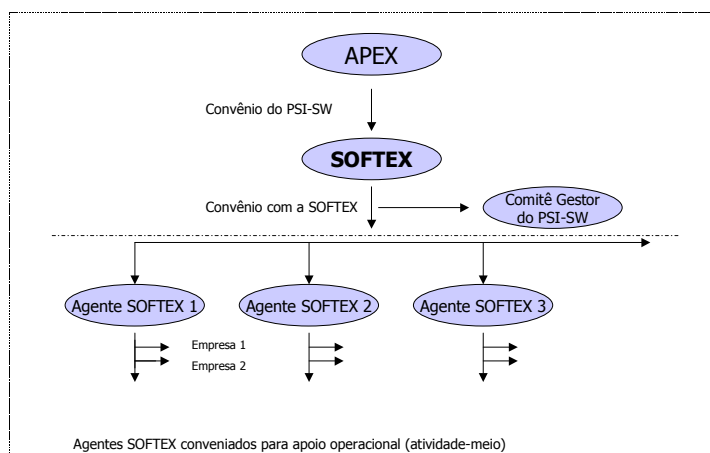 APEX
Convênio do PSI-SW
SOFTEX
Convênio com a SOFTEX
Comitê Gestor
do PSI-SW
Agente SOFTEX 1
Agente SOFTEX 2
Agente SOFTEX 3
Empresa 1
Empresa 2
Agentes SOFTEX conveniados para apoio operacional (atividade-meio)